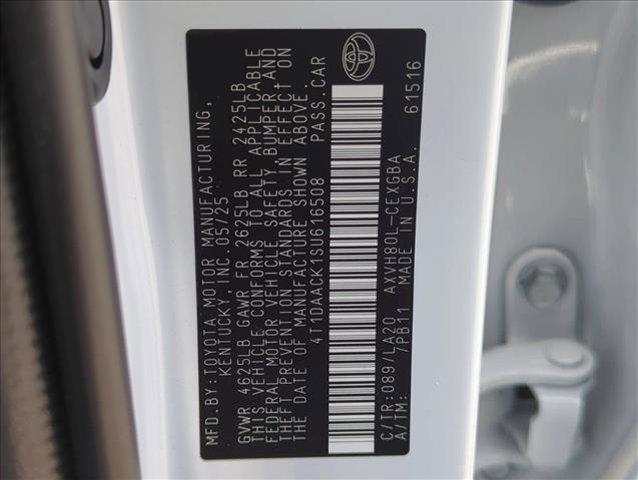 MFD.BY:TOYOTA MOTOR MANUFACTURING,
KENTUCKY, INC. 05/25
GVWR 4625LB GAWR FR 2625LB RR 2425LB
THIS VEHICLE CONFORMS TO ALL APPLICABLE
FEDERAL MOTOR VEHICLE SAFETY, BUMPER AND
THEFT PREVENTION STANDARDS IN EFFECT ON
THE DATE OF MANUFACTURE SHOWN ABOVE.
4T1DAACK1SU616508 PASS.CAR
C/TR:089/LA20 AXVH80L-CEXGBA
A/TM: /PB11 MADE IN U.S.A. 61516